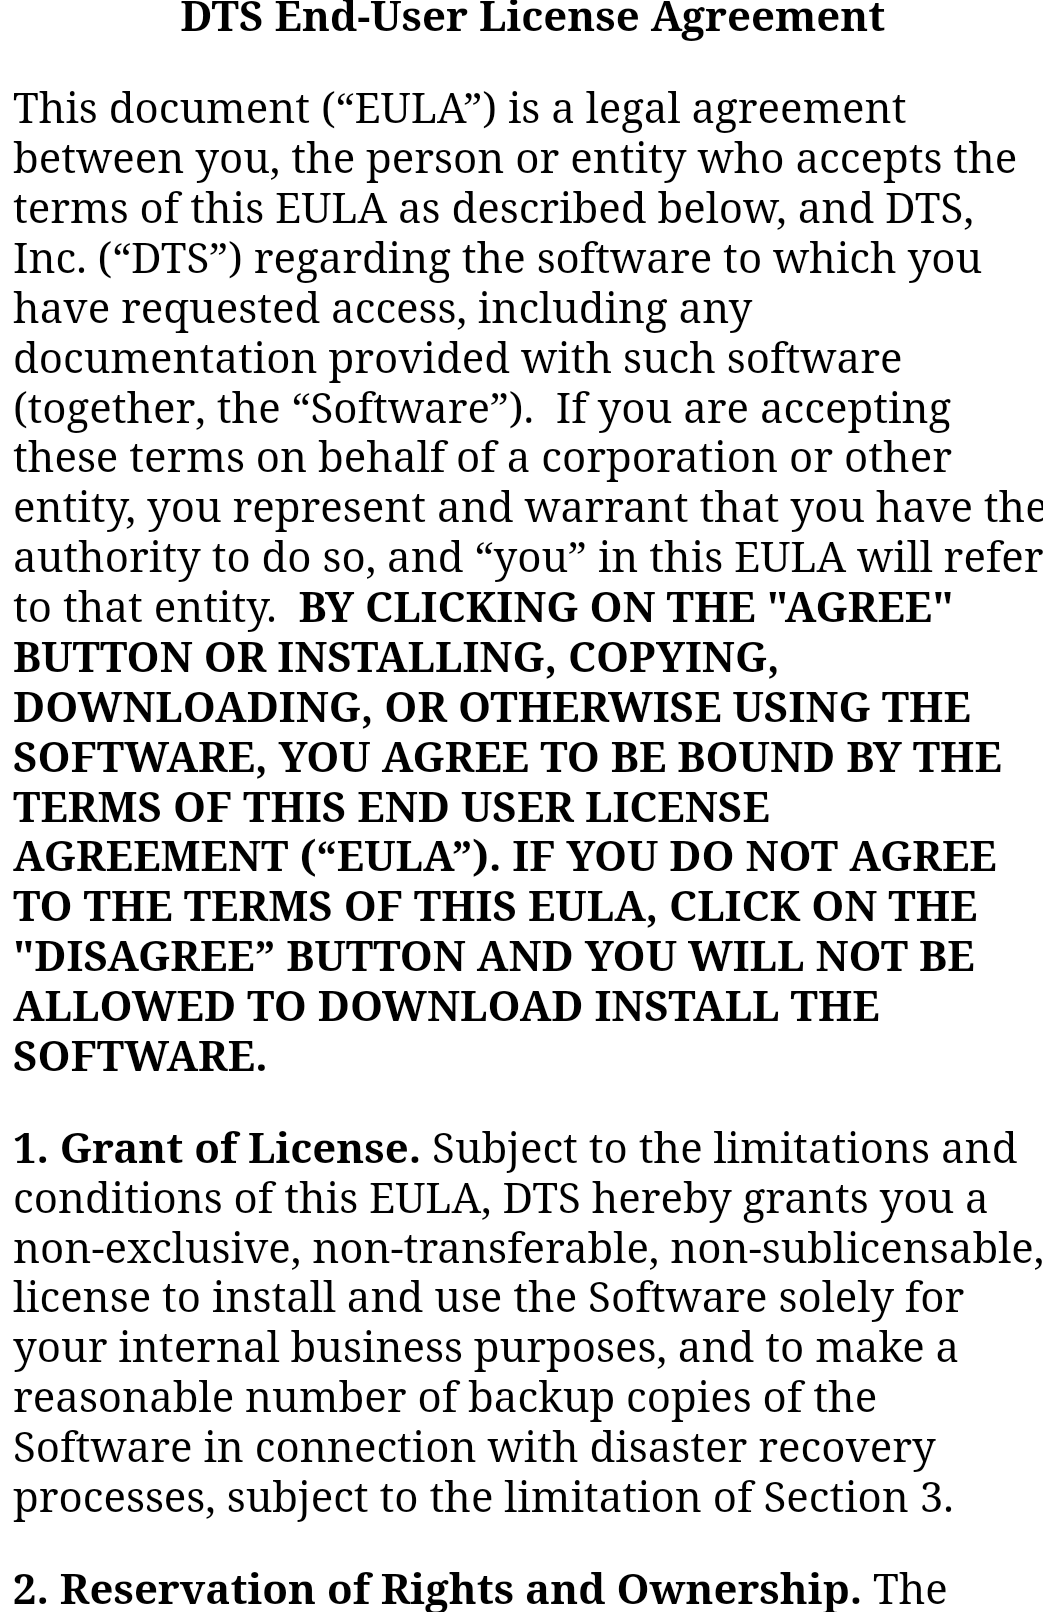 DTS End-User License Agreement
This document (“EULA”) is a legal agreement
between you, the person or entity who accepts the
terms of this EULA as described below, and DTS,
Inc. (“DTS”) regarding the software to which you
have requested access, including any
documentation provided with such software
(together, the “Software”).  If you are accepting
these terms on behalf of a corporation or other
entity, you represent and warrant that you have the
authority to do so, and “you” in this EULA will refer
to that entity.  BY CLICKING ON THE "AGREE"
BUTTON OR INSTALLING, COPYING,
DOWNLOADING, OR OTHERWISE USING THE
SOFTWARE, YOU AGREE TO BE BOUND BY THE
TERMS OF THIS END USER LICENSE
AGREEMENT (“EULA”). IF YOU DO NOT AGREE
TO THE TERMS OF THIS EULA, CLICK ON THE
"DISAGREE” BUTTON AND YOU WILL NOT BE
ALLOWED TO DOWNLOAD INSTALL THE
SOFTWARE.
1. Grant of License. Subject to the limitations and
conditions of this EULA, DTS hereby grants you a
non-exclusive, non-transferable, non-sublicensable,
license to install and use the Software solely for
your internal business purposes, and to make a
reasonable number of backup copies of the
Software in connection with disaster recovery
processes, subject to the limitation of Section 3.
2. Reservation of Rights and Ownership. The